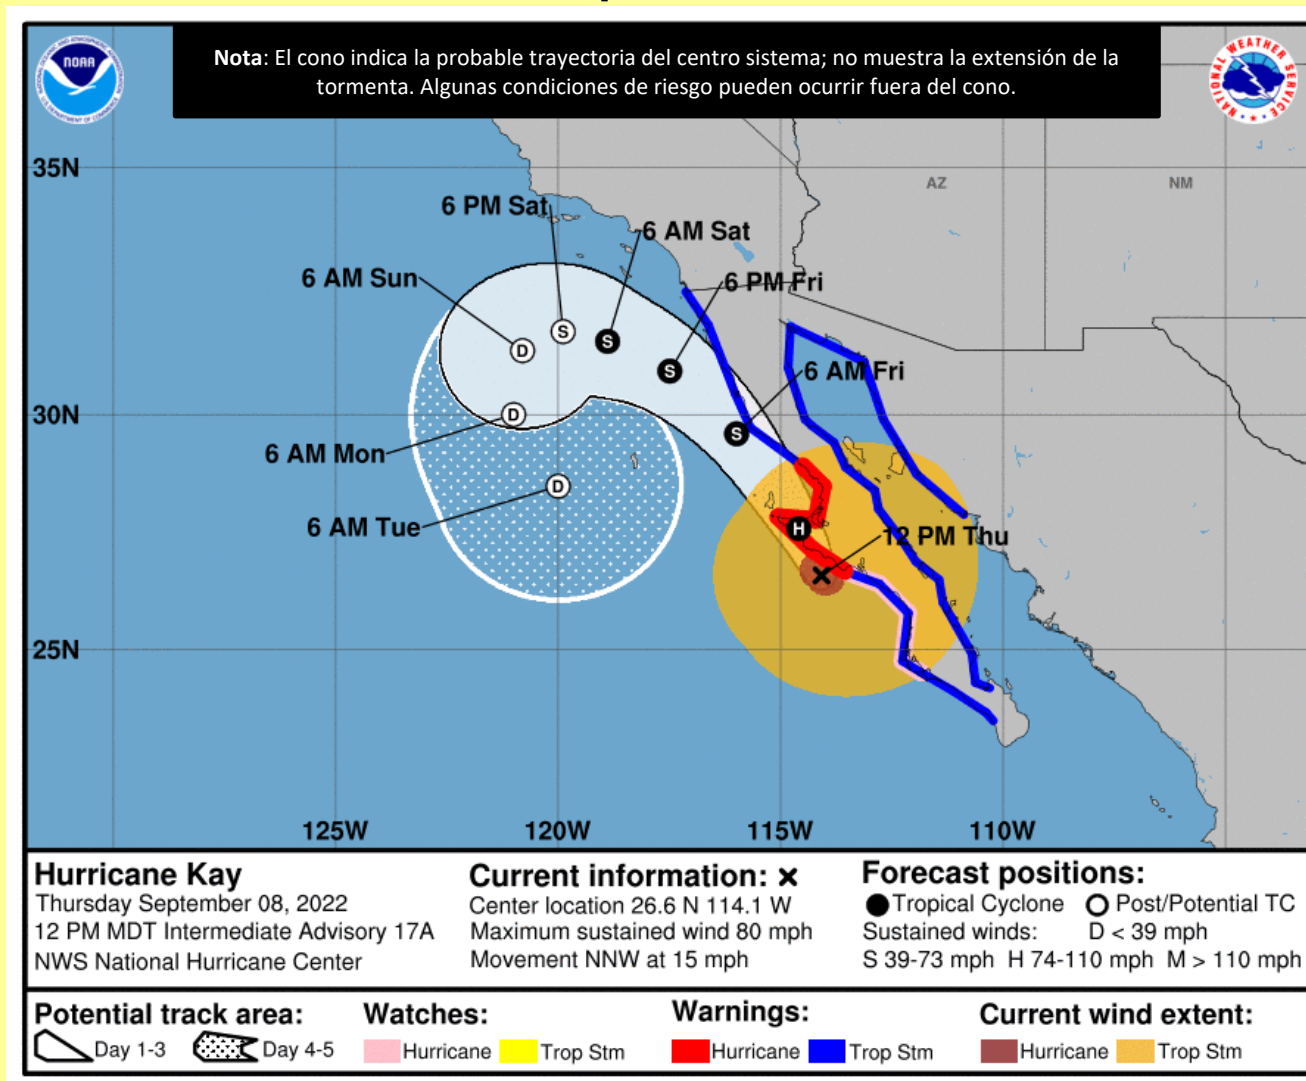 Nota: El cono indica la probable trayectoria del centro sistema; no muestra la extensión de la
tormenta. Algunas condiciones de riesgo pueden ocurrir fuera del cono.
NOAA
NATIONAL WEATHER SERVICE
35N
AZ
NM
6 PM Sat
6 AM Sat
6 AM Sun
6 PM Fri
S
S
D
S
6 AM Fri
30N
D
S
6 AM Mon
D
6 AM Tue
H
12 PM Thu
25N
125W 120W 115W 110W
Hurricane Kay
Thursday September 08, 2022
12 PM MDT Intermediate Advisory 17A
NWS National Hurricane Center
Current information: ×
Center location 26.6 N 114.1 W
Maximum sustained wind 80 mph
Movement NNW at 15 mph
Forecast positions:
Tropical Cyclone Post/Potential TC
Sustained winds: D < 39 mph
S 39-73 mph H 74-110 mph M > 110 mph
Potential track area:
Day 1-3 Day 4-5
Watches:
Hurricane Trop Stm
Warnings:
Hurricane Trop Stm
Current wind extent:
Hurricane Trop Stm